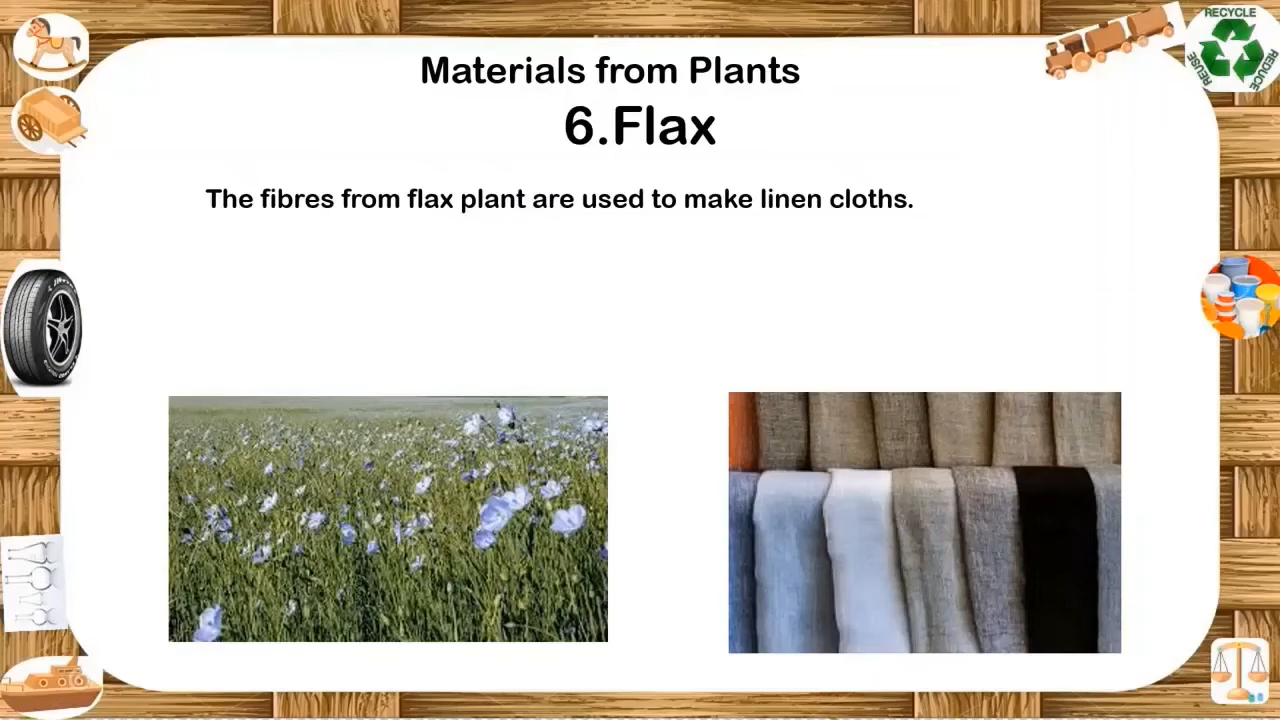 Materials from Plants
6.Flax
The fibres from flax plant are used to make linen cloths.
RECYCLE
REUSE
REDUCE